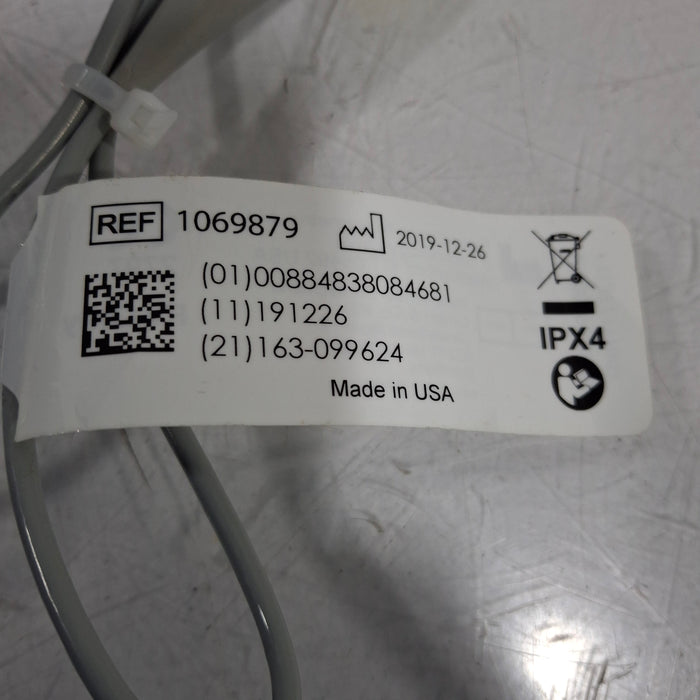 REF 1069879 2019-12-26
(01)00884838084681
(11)191226
(21)163-099624
Made in USA
IPX4